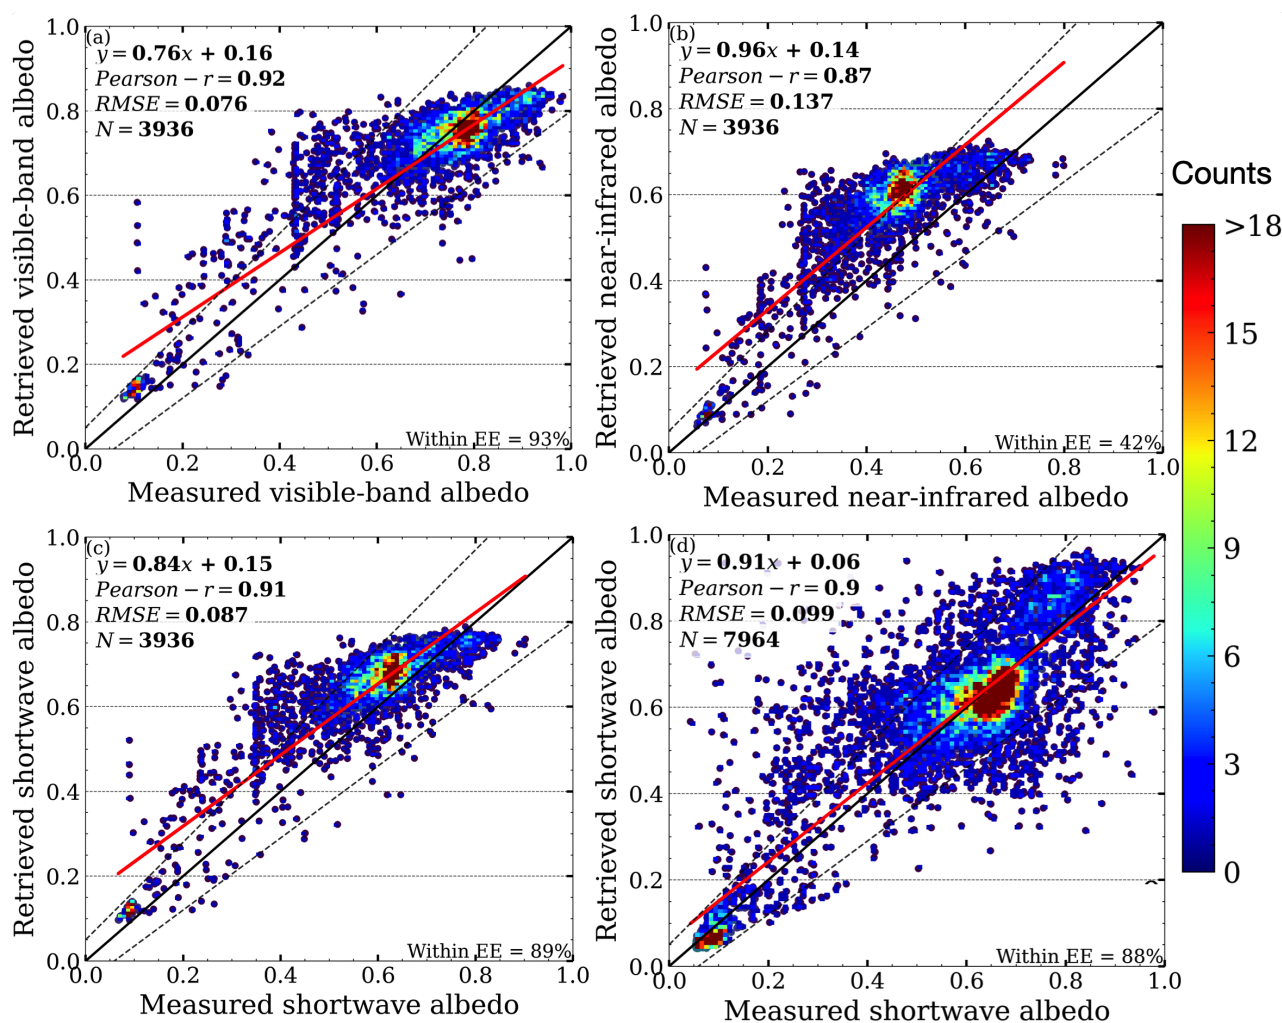 (a)
y = 0.76x + 0.16
Pearson − r = 0.92
RMSE = 0.076
N = 3936
Within EE = 93%
1.0
0.8
0.6
0.4
0.2
0.0
0.0 0.2 0.4 0.6 0.8 1.0
Retrieved visible-band albedo
Measured visible-band albedo
(b)
y = 0.96x + 0.14
Pearson − r = 0.87
RMSE = 0.137
N = 3936
Within EE = 42%
1.0
0.8
0.6
0.4
0.2
0.0
0.0 0.2 0.4 0.6 0.8 1.0
Retrieved near-infrared albedo
Measured near-infrared albedo
(c)
y = 0.84x + 0.15
Pearson − r = 0.91
RMSE = 0.087
N = 3936
Within EE = 89%
1.0
0.8
0.6
0.4
0.2
0.0
0.0 0.2 0.4 0.6 0.8 1.0
Retrieved shortwave albedo
Measured shortwave albedo
(d)
y = 0.91x + 0.06
Pearson − r = 0.9
RMSE = 0.099
N = 7964
Within EE = 88%
1.0
0.8
0.6
0.4
0.2
0.0
0.0 0.2 0.4 0.6 0.8 1.0
Retrieved shortwave albedo
Measured shortwave albedo
Counts
>18
15
12
9
6
3
0